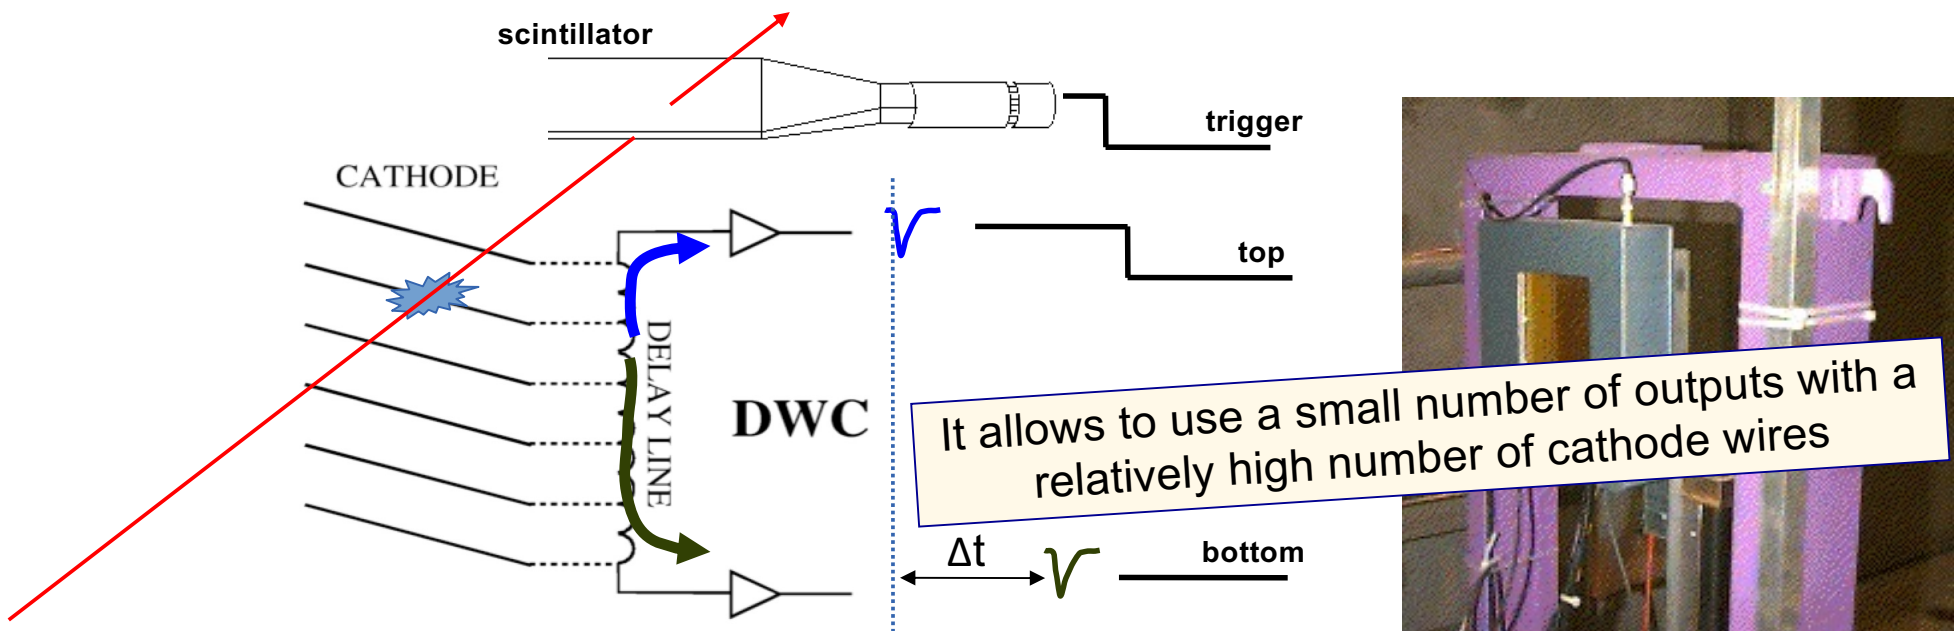 scintillator
trigger
CATHODE
top
DELAY LINE
DWC
It allows to use a small number of outputs with a
relatively high number of cathode wires
Δt
bottom